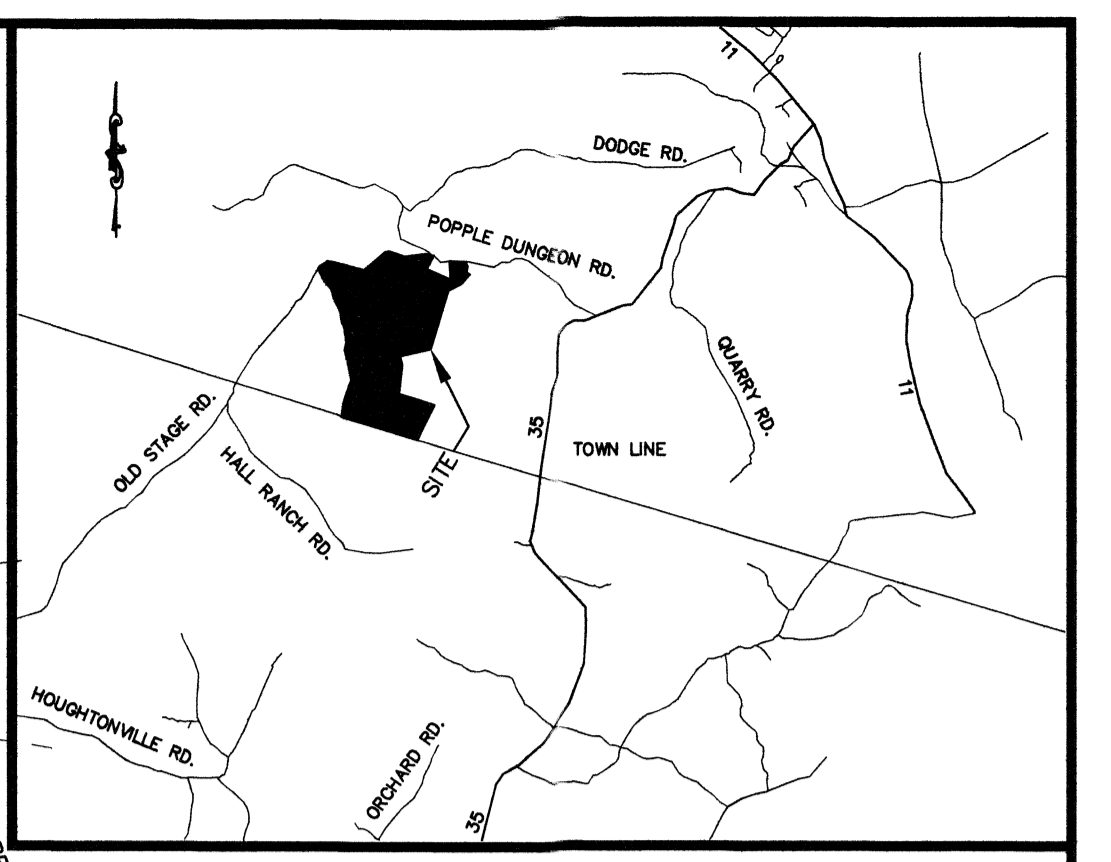 11
DODGE RD.
POPPLE DUNGEON RD.
QUARRY RD.
11
35
TOWN LINE
OLD STAGE RD.
HALL RANCH RD.
SITE
HOUGHTONVILLE RD.
ORCHARD RD.
35